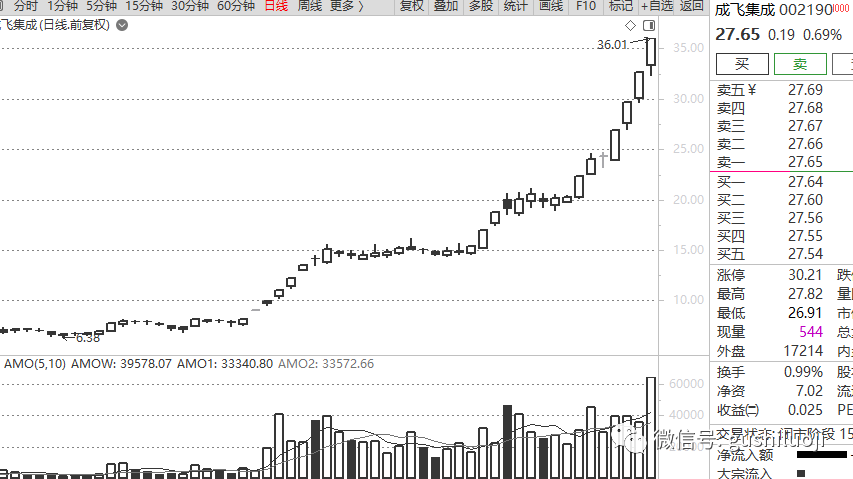 分时 1分钟 5分钟 15分钟 30分钟 60分钟 日线 周线 更多 〉 复权 叠加 多股 统计 画线 F10 标记 +自选 返回
飞集成(日线.前复权)
36.01
6.38
35.00
30.00
25.00
20.00
15.00
10.00
AMO(5,10) AMOW: 39578.07 AMO1: 33340.80 AMO2: 33572.66
60000
40000
成飞集成 002190
27.65 0.19 0.69%
买 卖
卖五 ¥ 27.69
卖四 27.68
卖三 27.67
卖二 27.66
卖一 27.65
买一 27.64
买二 27.60
买三 27.56
买四 27.55
买五 27.54
涨停 30.21 跌
最高 27.82 量
最低 26.91 市
现量 544 总
外盘 17214 内
换手 0.99% 股
净资 7.02 流
收益㈡ 0.025 PE
交易状态: 闭市阶段 15
净流入额
大宗流入
微信号: gushituoji